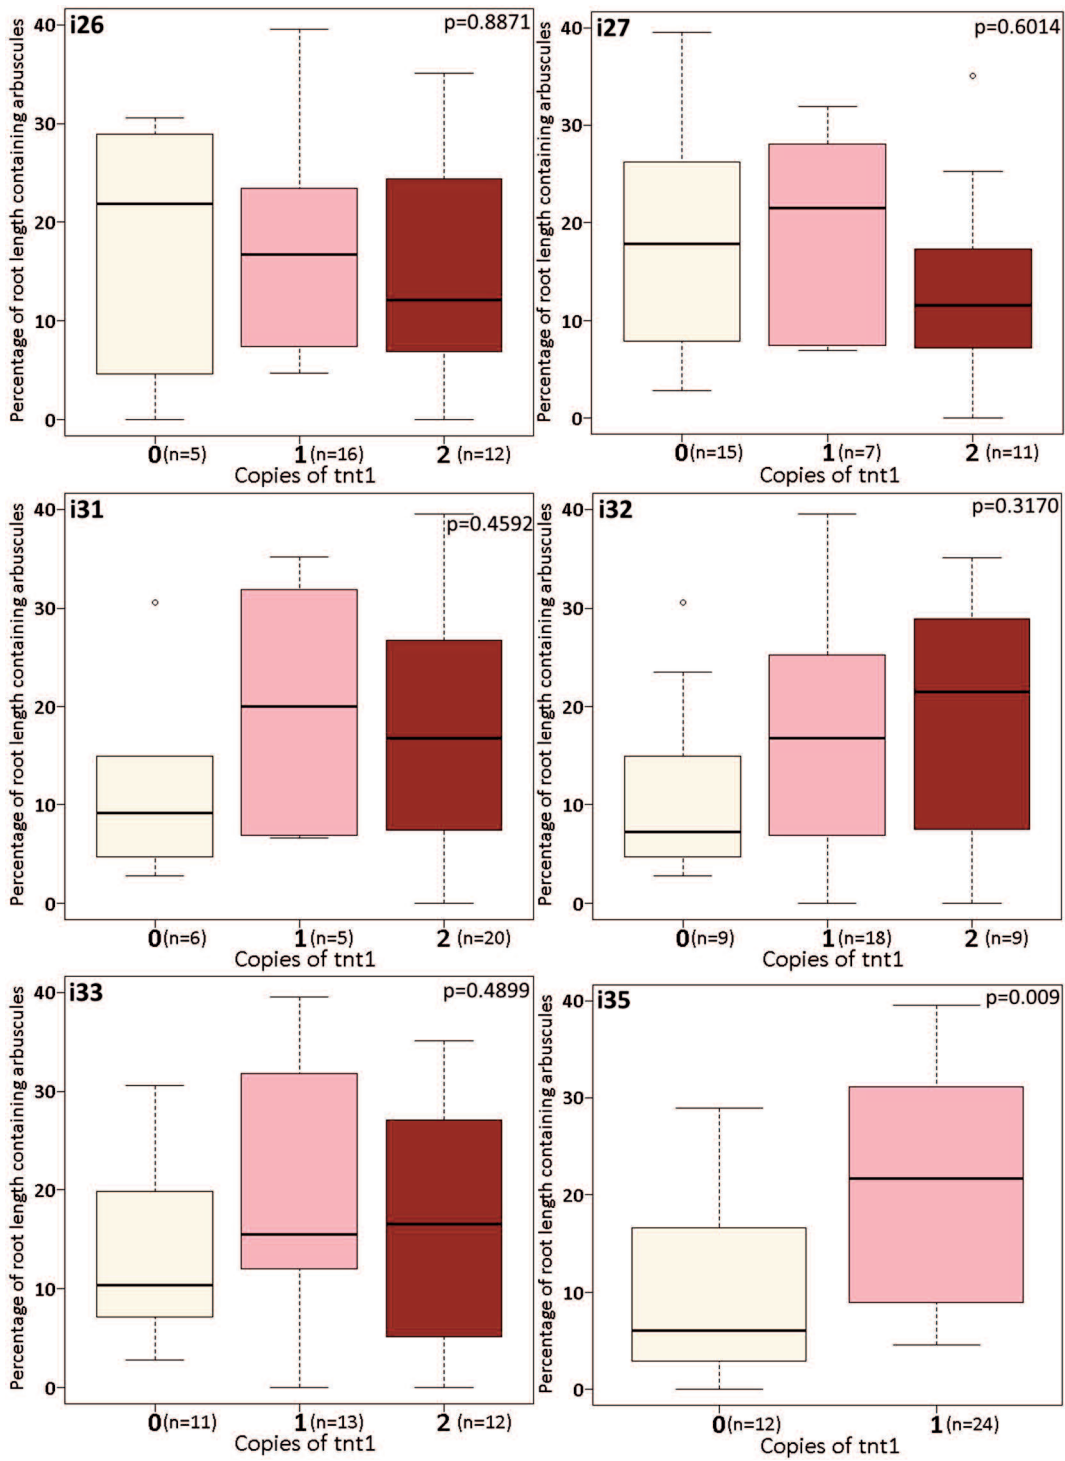 i26
p=0.8871
Percentage of root length containing arbuscules
40
30
20
10
0
0(n=5) 1(n=16) 2 (n=12)
Copies of tnt1
i27
p=0.6014
Percentage of root length containing arbuscules
40
30
20
10
0
0(n=15) 1(n=7) 2 (n=11)
Copies of tnt1
i31
p=0.4592
Percentage of root length containing arbuscules
40
30
20
10
0
0(n=6) 1(n=5) 2 (n=20)
Copies of tnt1
i32
p=0.3170
Percentage of root length containing arbuscules
40
30
20
10
0
0(n=9) 1(n=18) 2 (n=9)
Copies of tnt1
i33
p=0.4899
Percentage of root length containing arbuscules
40
30
20
10
0
0(n=11) 1(n=13) 2 (n=12)
Copies of tnt1
i35
p=0.009
Percentage of root length containing arbuscules
40
30
20
10
0
0(n=12) 1(n=24)
Copies of tnt1